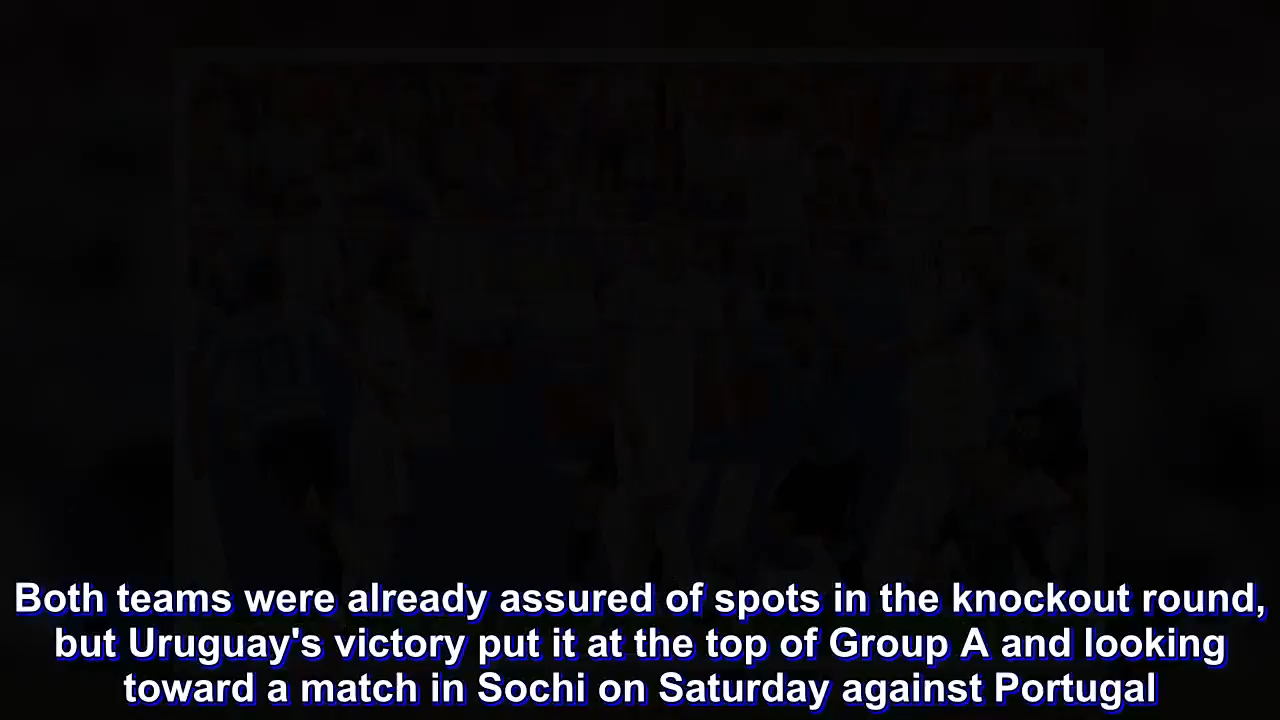 Both teams were already assured of spots in the knockout round,
but Uruguay's victory put it at the top of Group A and looking
toward a match in Sochi on Saturday against Portugal